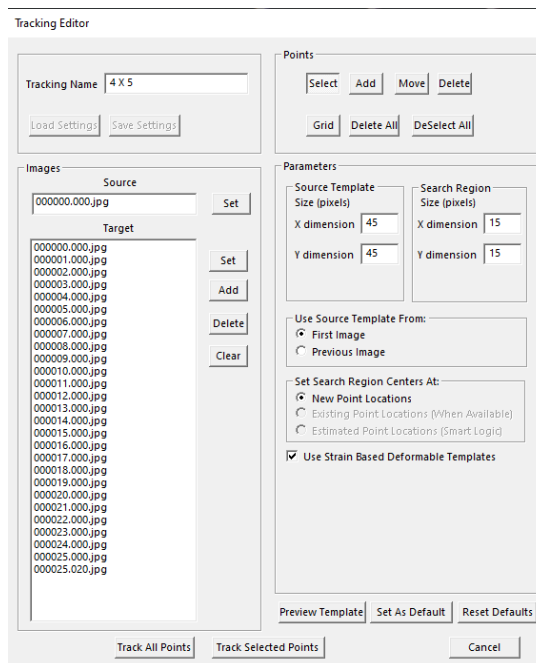 Tracking Editor
Tracking Name 4 X 5
Load Settings Save Settings
Points
Select Add Move Delete
Grid Delete All DeSelect All
Images
Source
000000.000.jpg Set
Target
000000.000.jpg
000001.000.jpg
000002.000.jpg
000003.000.jpg
000004.000.jpg
000005.000.jpg
000006.000.jpg
000007.000.jpg
000008.000.jpg
000009.000.jpg
000010.000.jpg
000011.000.jpg
000012.000.jpg
000013.000.jpg
000014.000.jpg
000015.000.jpg
000016.000.jpg
000017.000.jpg
000018.000.jpg
000019.000.jpg
000020.000.jpg
000021.000.jpg
000022.000.jpg
000023.000.jpg
000024.000.jpg
000025.000.jpg
000025.020.jpg
Set
Add
Delete
Clear
Parameters
Source Template
Size (pixels)
X dimension 45
Y dimension 45
Search Region
Size (pixels)
X dimension 15
Y dimension 15
Use Source Template From:
First Image
Previous Image
Set Search Region Centers At:
New Point Locations
Existing Point Locations (When Available)
Estimated Point Locations (Smart Logic)
Use Strain Based Deformable Templates
Preview Template Set As Default Reset Defaults
Track All Points Track Selected Points Cancel